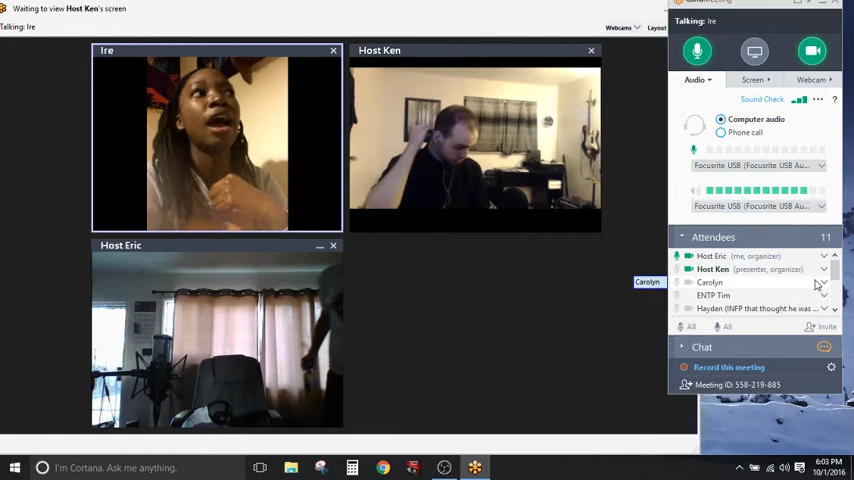 Waiting to view Host Ken's screen
Talking: Ire
Webcams
Layout
Ire
Host Ken
Host Eric
Carolyn
Talking: Ire
Audio
Screen
Webcam
Sound Check
?
Computer audio
Phone call
Focusrite USB (Focusrite USB Au...
Focusrite USB (Focusrite USB Au...
Attendees 11
Host Eric (me, organizer)
Host Ken (presenter, organizer)
Carolyn
ENTP Tim
Hayden (INFP that thought he was ...
All All Invite
Chat
Record this meeting
Meeting ID: 558-219-885
I'm Cortana. Ask me anything.
6:03 PM
10/1/2016